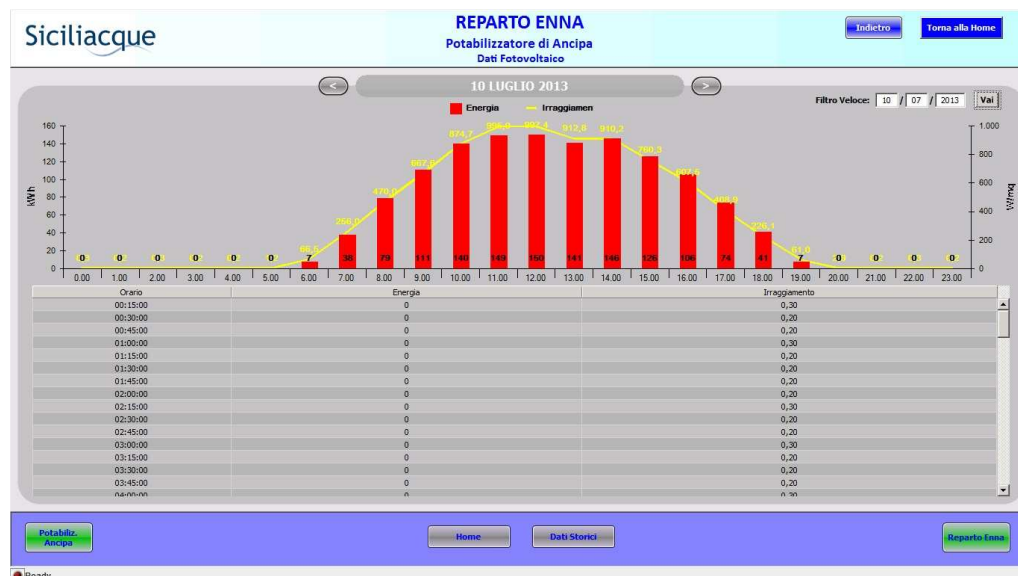 Siciliacque
REPARTO ENNA
Potabilizzatore di Ancipa
Dati Fotovoltaico
Indietro
Torna alla Home
<
10 LUGLIO 2013
>
Filtro Veloce: 10 / 07 / 2013 Vai
Energia Irraggiamen
kWh
W/mq
160
140
120
100
80
60
40
20
0
1.000
800
600
400
200
0
66,5 256,0 470,0 667,6 874,7 995,0 997,4 912,8 910,2 780,3 607,6 409,0 226,1 61,0
0 0 0 0 0 0 7 38 79 111 140 149 150 141 146 126 106 74 41 7 0 0 0 0
0.00 1.00 2.00 3.00 4.00 5.00 6.00 7.00 8.00 9.00 10.00 11.00 12.00 13.00 14.00 15.00 16.00 17.00 18.00 19.00 20.00 21.00 22.00 23.00
Orario Energia Irraggiamento
00:15:00 0 0,30
00:30:00 0 0,20
00:45:00 0 0,20
01:00:00 0 0,30
01:15:00 0 0,20
01:30:00 0 0,20
01:45:00 0 0,20
02:00:00 0 0,20
02:15:00 0 0,30
02:30:00 0 0,20
02:45:00 0 0,20
03:00:00 0 0,30
03:15:00 0 0,20
03:30:00 0 0,20
03:45:00 0 0,20
04:00:00 0 0,30
Potabiliz.
Ancipa
Home
Dati Storici
Reparto Enna
Ready